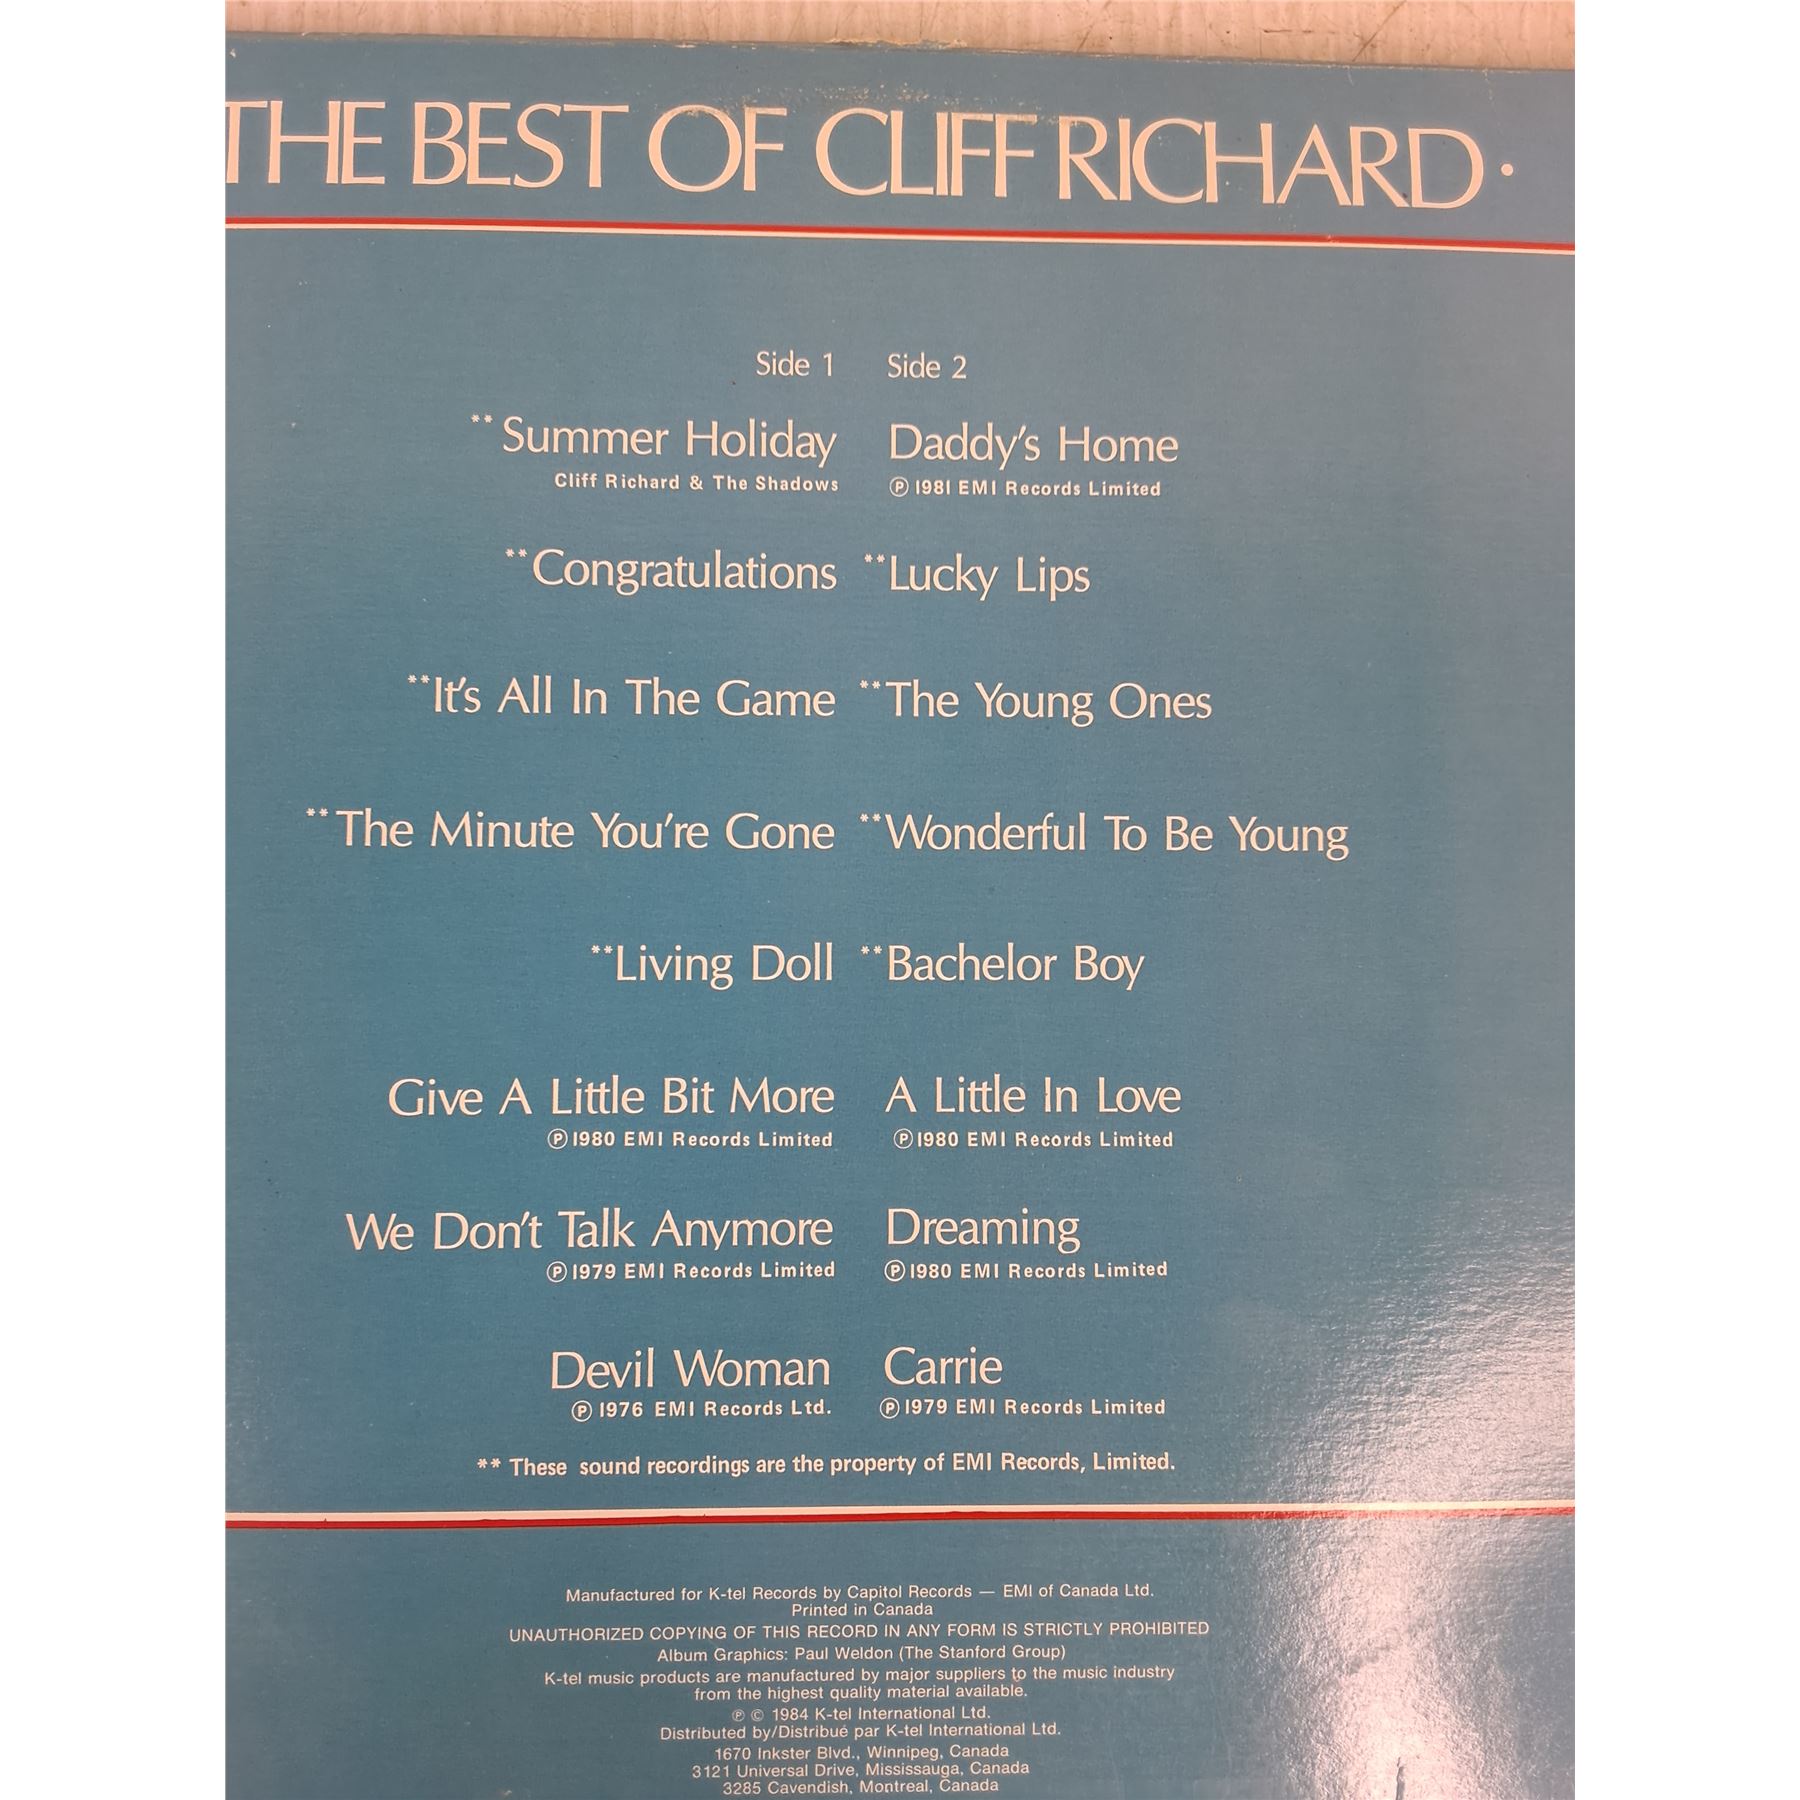 THE BEST OF CLIFF RICHARD •
Side 1
**Summer Holiday
Cliff Richard & The Shadows
**Congratulations
**It's All In The Game
**The Minute You're Gone
**Living Doll
Give A Little Bit More
℗ 1980 EMI Records Limited
We Don't Talk Anymore
℗ 1979 EMI Records Limited
Devil Woman
℗ 1976 EMI Records Ltd.
Side 2
Daddy's Home
℗ 1981 EMI Records Limited
**Lucky Lips
**The Young Ones
**Wonderful To Be Young
**Bachelor Boy
A Little In Love
℗ 1980 EMI Records Limited
Dreaming
℗ 1980 EMI Records Limited
Carrie
℗ 1979 EMI Records Limited
** These sound recordings are the property of EMI Records, Limited.
Manufactured for K-tel Records by Capitol Records — EMI of Canada Ltd.
Printed in Canada
UNAUTHORIZED COPYING OF THIS RECORD IN ANY FORM IS STRICTLY PROHIBITED
Album Graphics: Paul Weldon (The Stanford Group)
K-tel music products are manufactured by major suppliers to the music industry
from the highest quality material available.
℗ © 1984 K-tel International Ltd.
Distributed by/Distribué par K-tel International Ltd.
1670 Inkster Blvd., Winnipeg, Canada
3121 Universal Drive, Mississauga, Canada
3285 Cavendish, Montreal, Canada